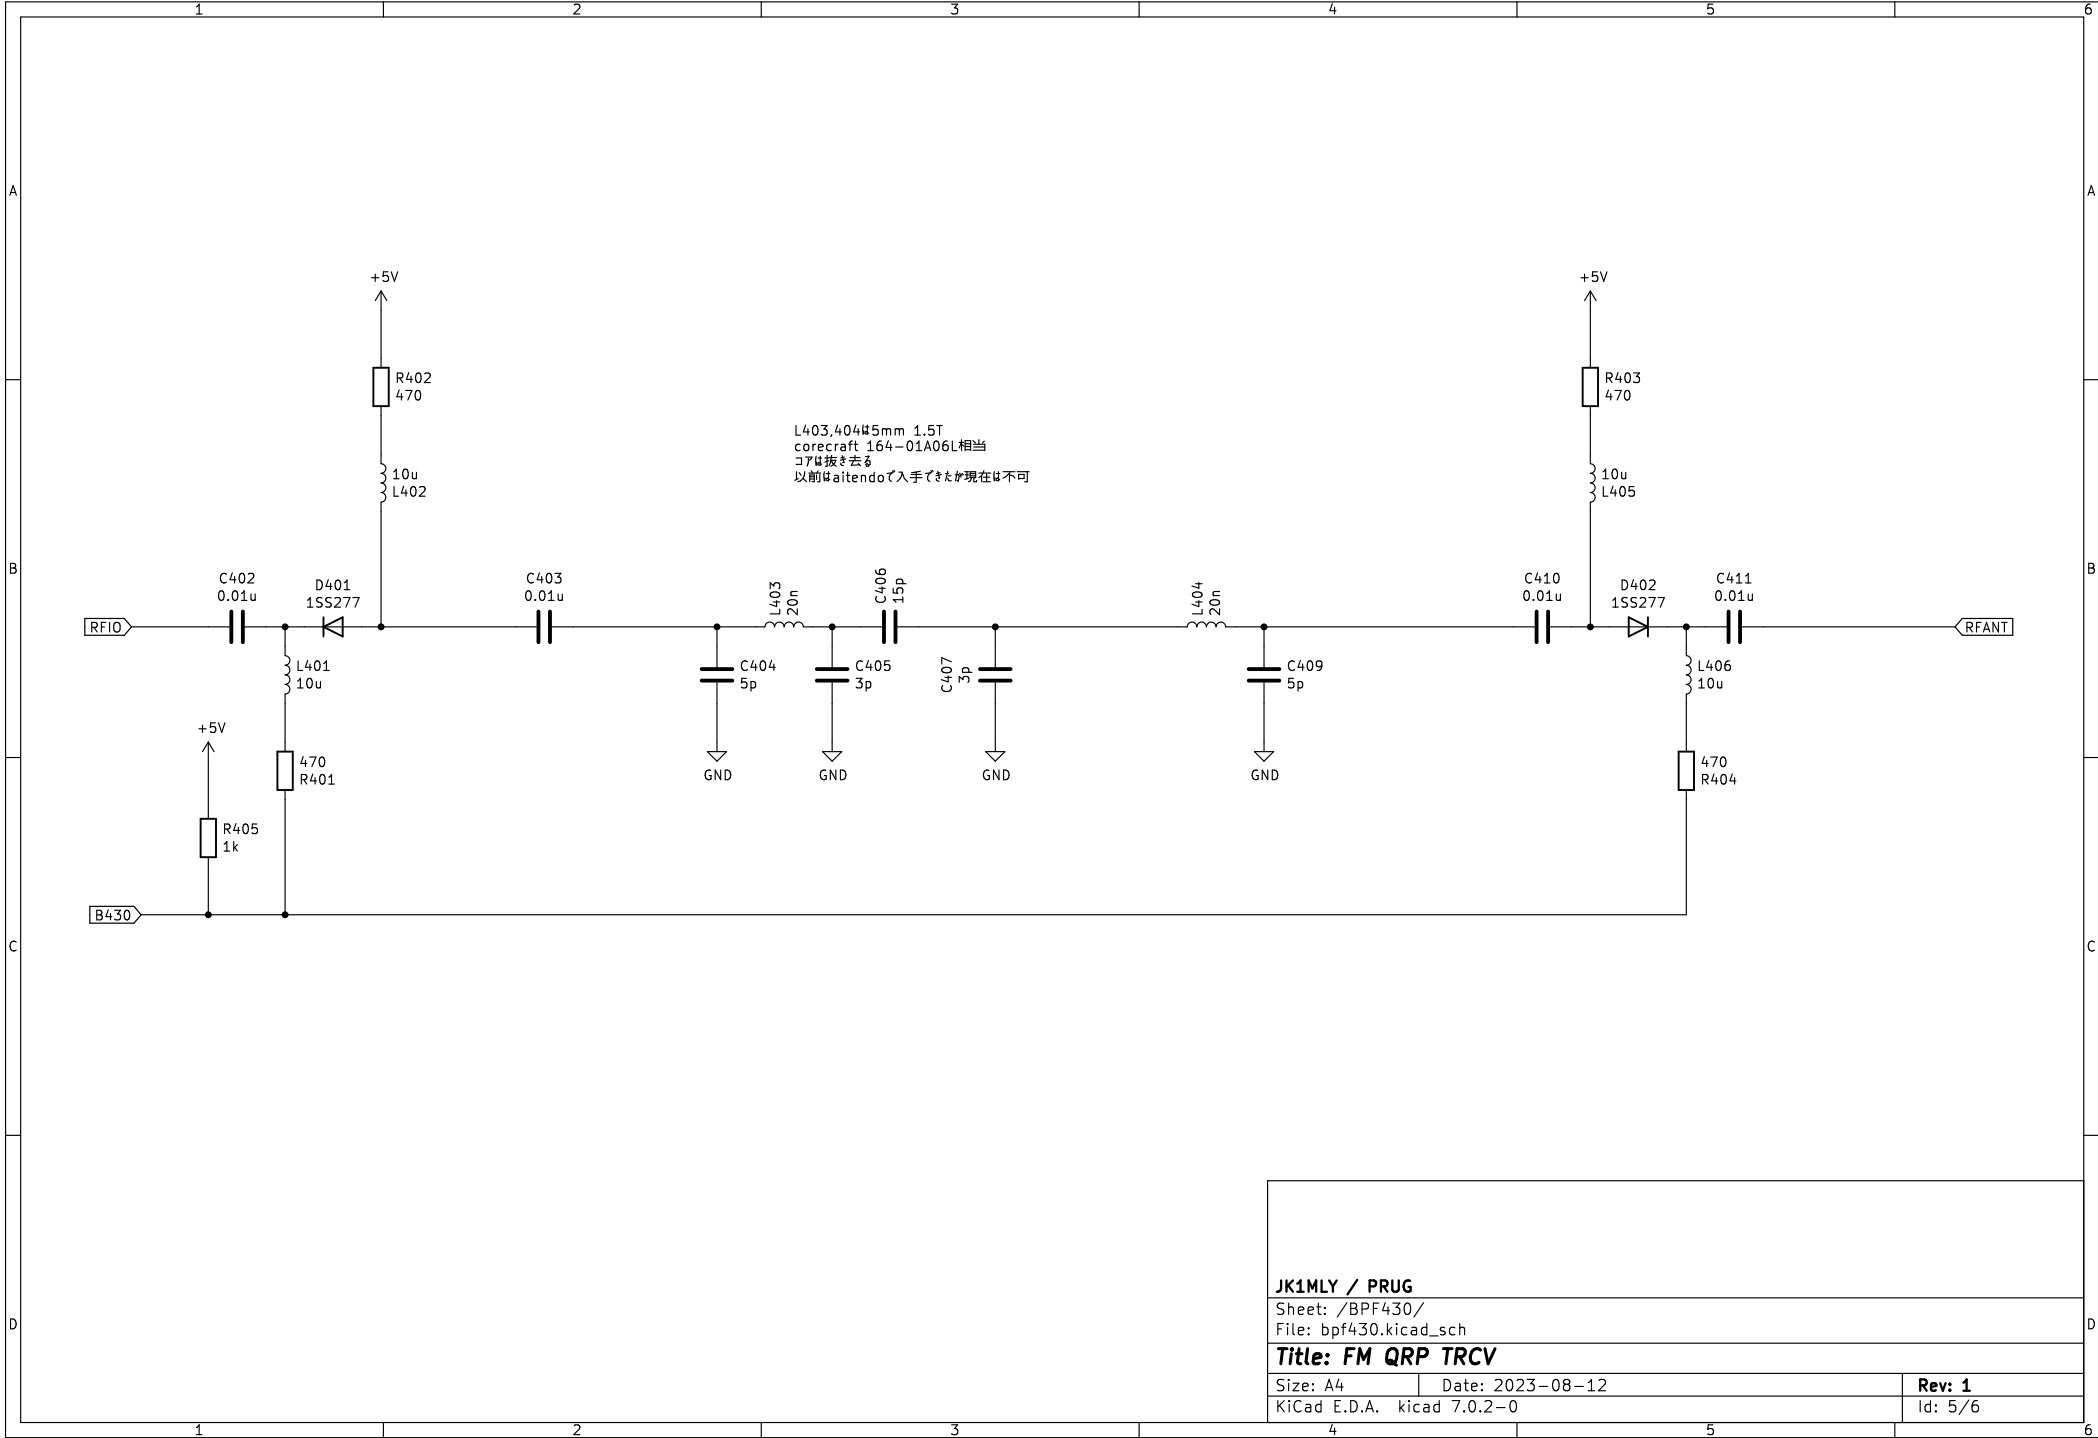 1 2 3 4 5 6
A A
+5V +5V
R402 R403
470 470
L403,404は5mm 1.5T
corecraft 164-01A06L相当
コアは抜き去る
以前はaitendoで入手できたが現在は不可
10u 10u
L402 L405
B B
C402 D401 C403 L403 C406 L404 C410 D402 C411
0.01u 1SS277 0.01u 20n 15p 20n 0.01u 1SS277 0.01u
RFIO RFANT
L401 C404 C405 C407 C409 L406
10u 5p 3p 3p 5p 10u
+5V
470 GND GND GND GND 470
R401 R404
R405
1k
B430
C C
JK1MLY / PRUG
Sheet: /BPF430/
File: bpf430.kicad_sch
D D
Title: FM QRP TRCV
Size: A4 Date: 2023-08-12 Rev: 1
KiCad E.D.A. kicad 7.0.2-0 Id: 5/6
1 2 3 4 5 6